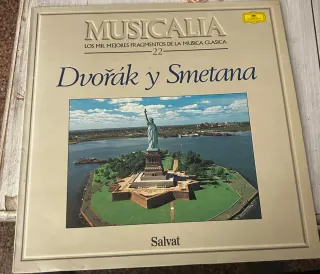 MUSICALIA
LOS MIL MEJORES FRAGMENTOS DE LA MUSICA CLASICA
22
Dvořák y Smetana
Salvat